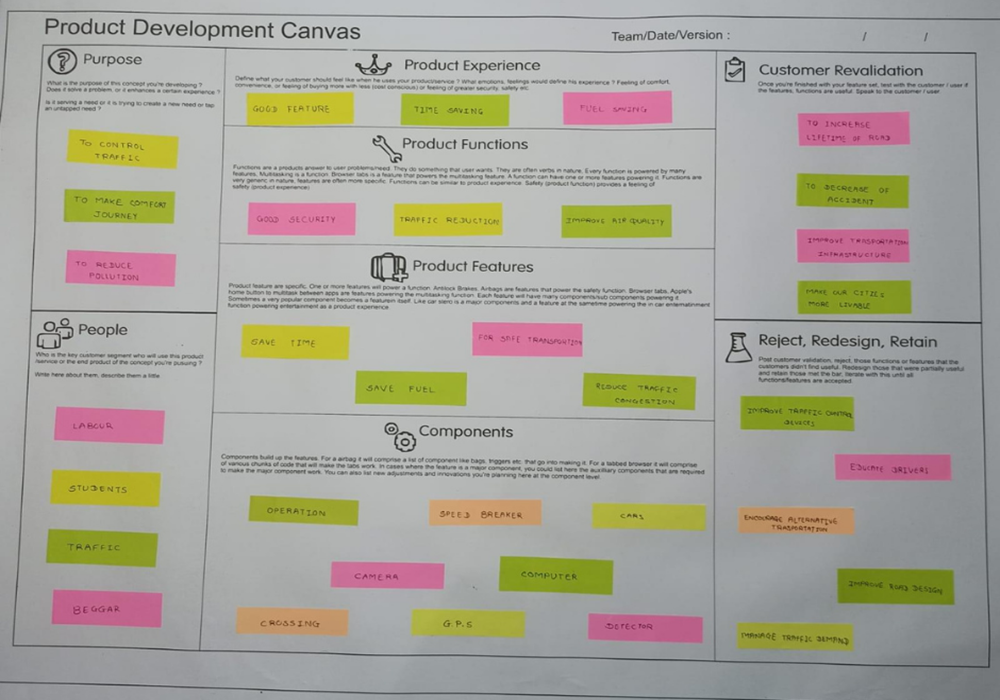 Product Development Canvas
Team/Date/Version : / /
Purpose
What is the purpose of this concept you're developing ?
Does it solve a problem, or it enhances a certain experience ?
Is it serving a need or it is trying to create a new need or tap
an untapped need ?
TO CONTROL
TRAFFIC
TO MAKE COMFORT
JOURNEY
TO REDUCE
POLLUTION
People
Who is the key customer segment who will use this product
/service or the end product of the concept you're pusuing ?
Write here about them, describe them a little
LABOUR
STUDENTS
TRAFFIC
BEGGAR
Product Experience
Define what your customer should feel like when he uses your product/service ? What emotions, feelings would define his experience ? Feeling of comfort,
convenience, or feeling of buying more with less (cost conscious) or feeling of greater security, safety etc
GOOD FEATURE
TIME SAVING
FUEL SAVING
Product Functions
Functions are a products answer to user problems/need. They do something that user wants. They are often verbs in nature. Every function is powered by many
features. Multitasking is a function. Browser tabs is a feature that powers the multitasking feature. A function can have one or more features powering it. Functions are
very generic in nature, features are often more specific. Functions can be similar to product experience. Safety (product function) provides a feeling of
safety (product experience)
GOOD SECURITY
TRAFFIC REDUCTION
IMPROVE AIR QUALITY
Product Features
Product feature are specific. One or more features will power a function. Antilock Brakes, Airbags are features that power the safety function. Browser tabs, Apple's
home button to multitask between apps are features powering the multitasking function. Each feature will have many components/sub components powering it
Sometimes a very popular component becomes a feature in itself. Like car stero is a major components and a feature at the sametime powering the in car entertainment
function powering entertainment as a product experience
SAVE TIME
FOR SAFE TRANSPORTATION
SAVE FUEL
REDUCE TRAFFIC
CONGESTION
Components
Components build up the features. For a airbag it will comprise a list of component like bags, triggers etc. that go into making it. For a tabbed browser it will comprise
of various chunks of code that will make the tabs work. In cases where the feature is a major component, you could list here the auxilliary components that are required
to make the major component work. You can also list new adjustments and innovations you're planning here at the component level
OPERATION
SPEED BREAKER
CARS
CAMERA
COMPUTER
CROSSING
G.P.S
DETECTOR
Customer Revalidation
Once you're finished with your feature set, test with the customer / user if
the features, functions are useful. Speak to the customer / user
TO INCREASE
LIFETIME OF ROAD
TO DECREASE OF
ACCIDENT
IMPROVE TRANSPORTATION
INFRASTRUCTURE
MAKE OUR CITIES
MORE LIVABLE
Reject, Redesign, Retain
Post customer validation, reject, those functions or features that the
customers didn't find useful. Redesign those that were partially useful
and retain those met the bar. Iterate with this until all
functions/features are accepted
IMPROVE TRAFFIC CONTROL
DEVICES
EDUCATE DRIVERS
ENCOURAGE ALTERNATIVE
TRASPORTATION
IMPROVE ROAD DESIGN
MANAGE TRAFFIC DEMAND